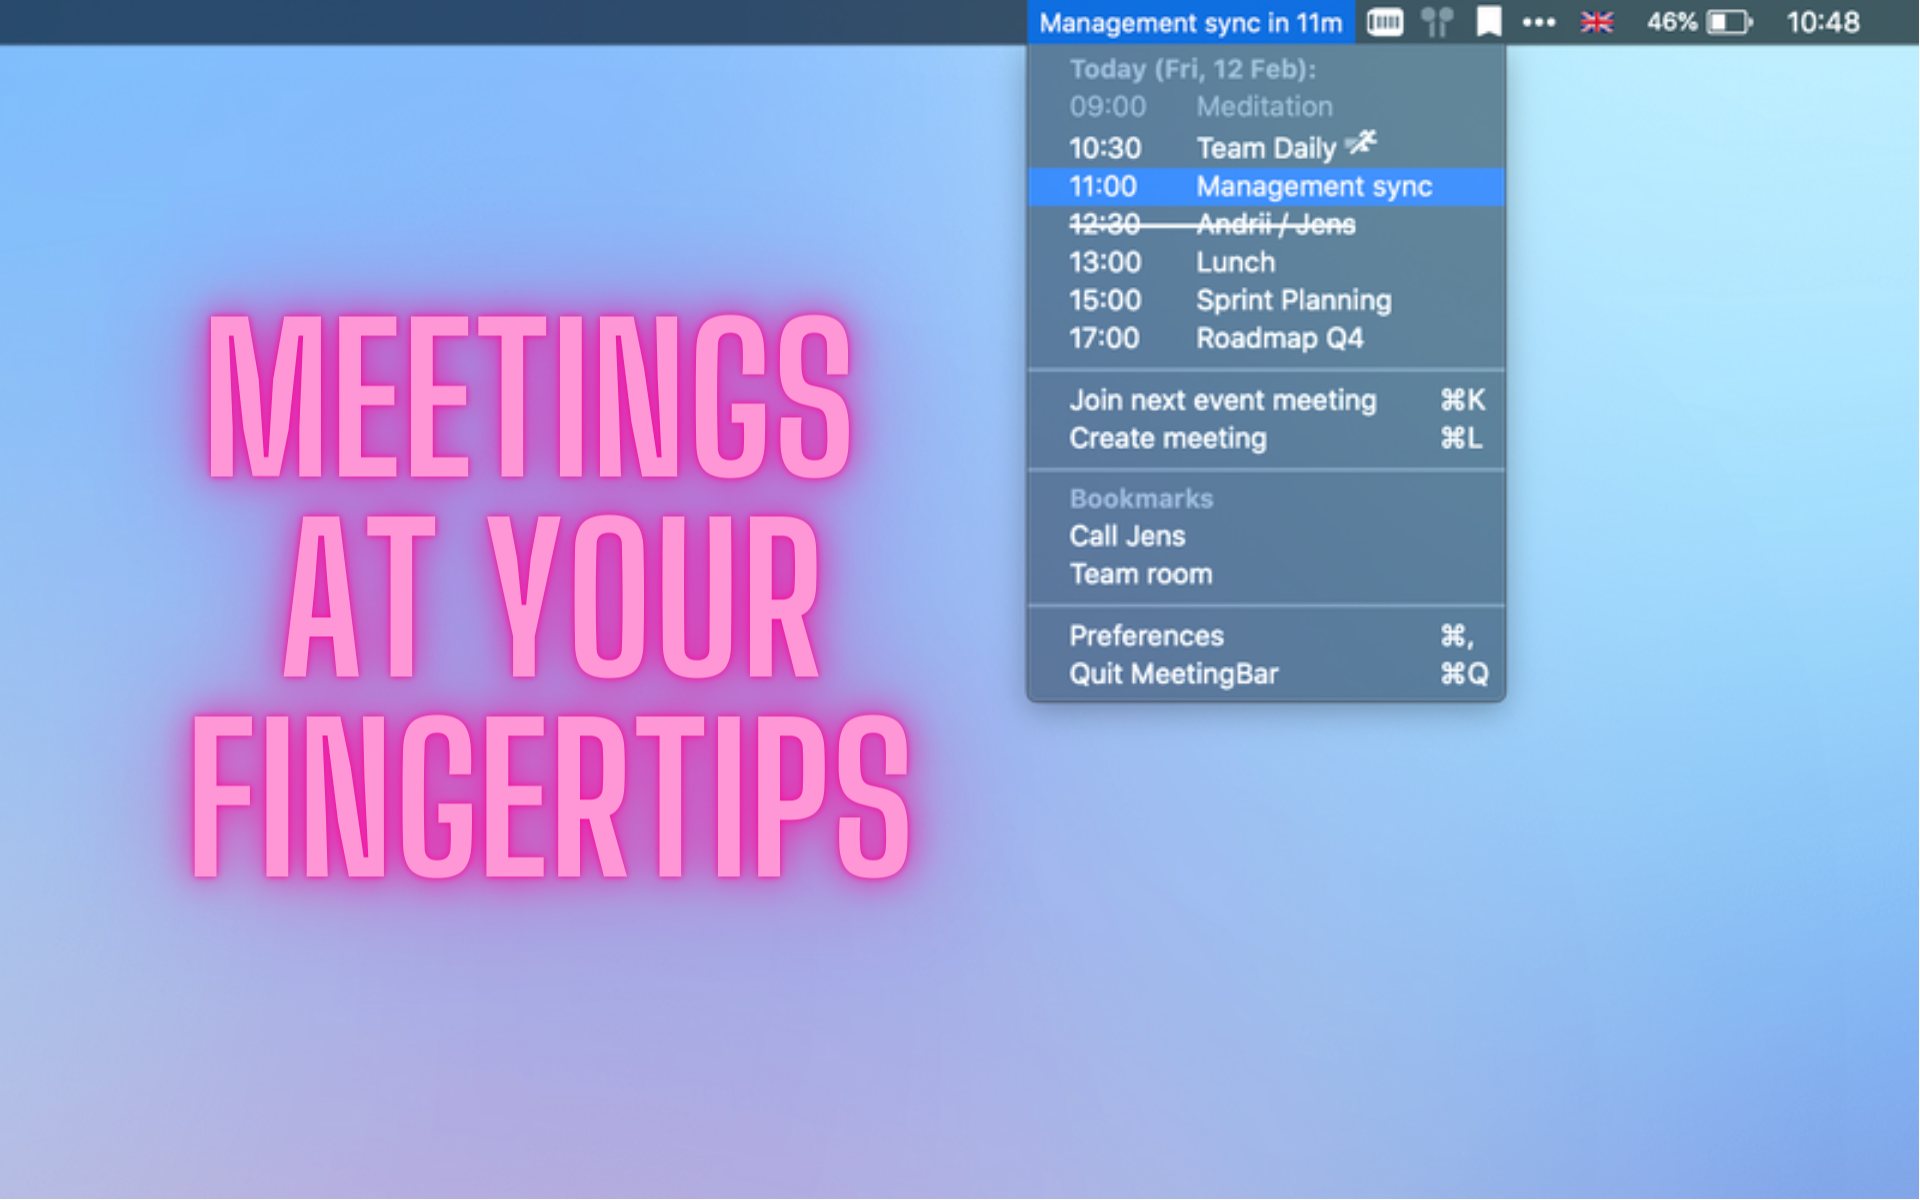 Management sync in 11m 46% 10:48
Today (Fri, 12 Feb):
09:00 Meditation
10:30 Team Daily
11:00 Management sync
12:30 Andrii / Jens
13:00 Lunch
15:00 Sprint Planning
17:00 Roadmap Q4
Join next event meeting ⌘K
Create meeting ⌘L
Bookmarks
Call Jens
Team room
Preferences ⌘,
Quit MeetingBar ⌘Q
MEETINGS
AT YOUR
FINGERTIPS